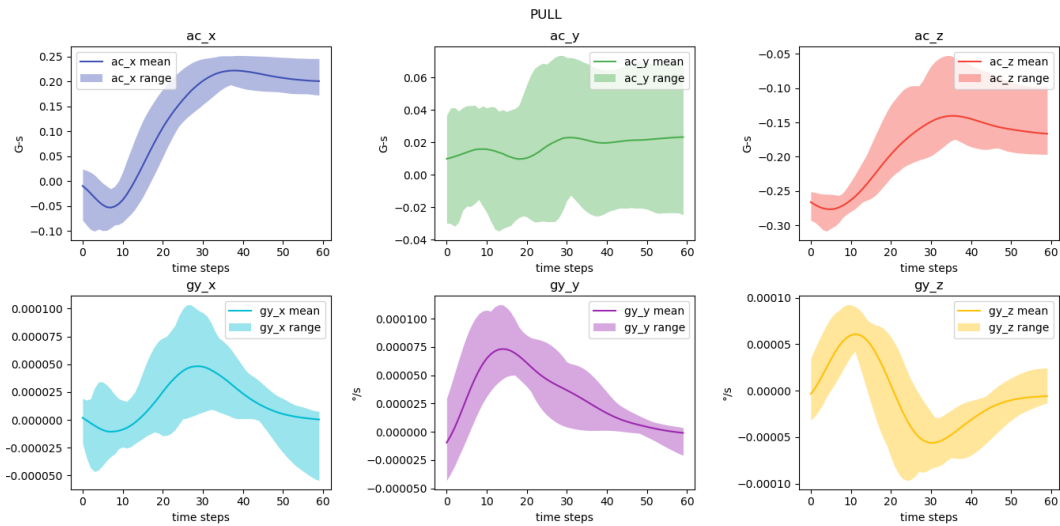 PULL
ac_x
G-s
0.25
0.20
0.15
0.10
0.05
0.00
−0.05
−0.10
ac_x mean
ac_x range
0 10 20 30 40 50 60
time steps
ac_y
G-s
0.06
0.04
0.02
0.00
−0.02
−0.04
ac_y mean
ac_y range
0 10 20 30 40 50 60
time steps
ac_z
G-s
−0.05
−0.10
−0.15
−0.20
−0.25
−0.30
ac_z mean
ac_z range
0 10 20 30 40 50 60
time steps
gy_x
0.000100
0.000075
0.000050
0.000025
0.000000
−0.000025
−0.000050
gy_x mean
gy_x range
0 10 20 30 40 50 60
time steps
gy_y
°/s
0.000100
0.000075
0.000050
0.000025
0.000000
−0.000025
−0.000050
gy_y mean
gy_y range
0 10 20 30 40 50 60
time steps
gy_z
°/s
0.00010
0.00005
0.00000
−0.00005
−0.00010
gy_z mean
gy_z range
0 10 20 30 40 50 60
time steps